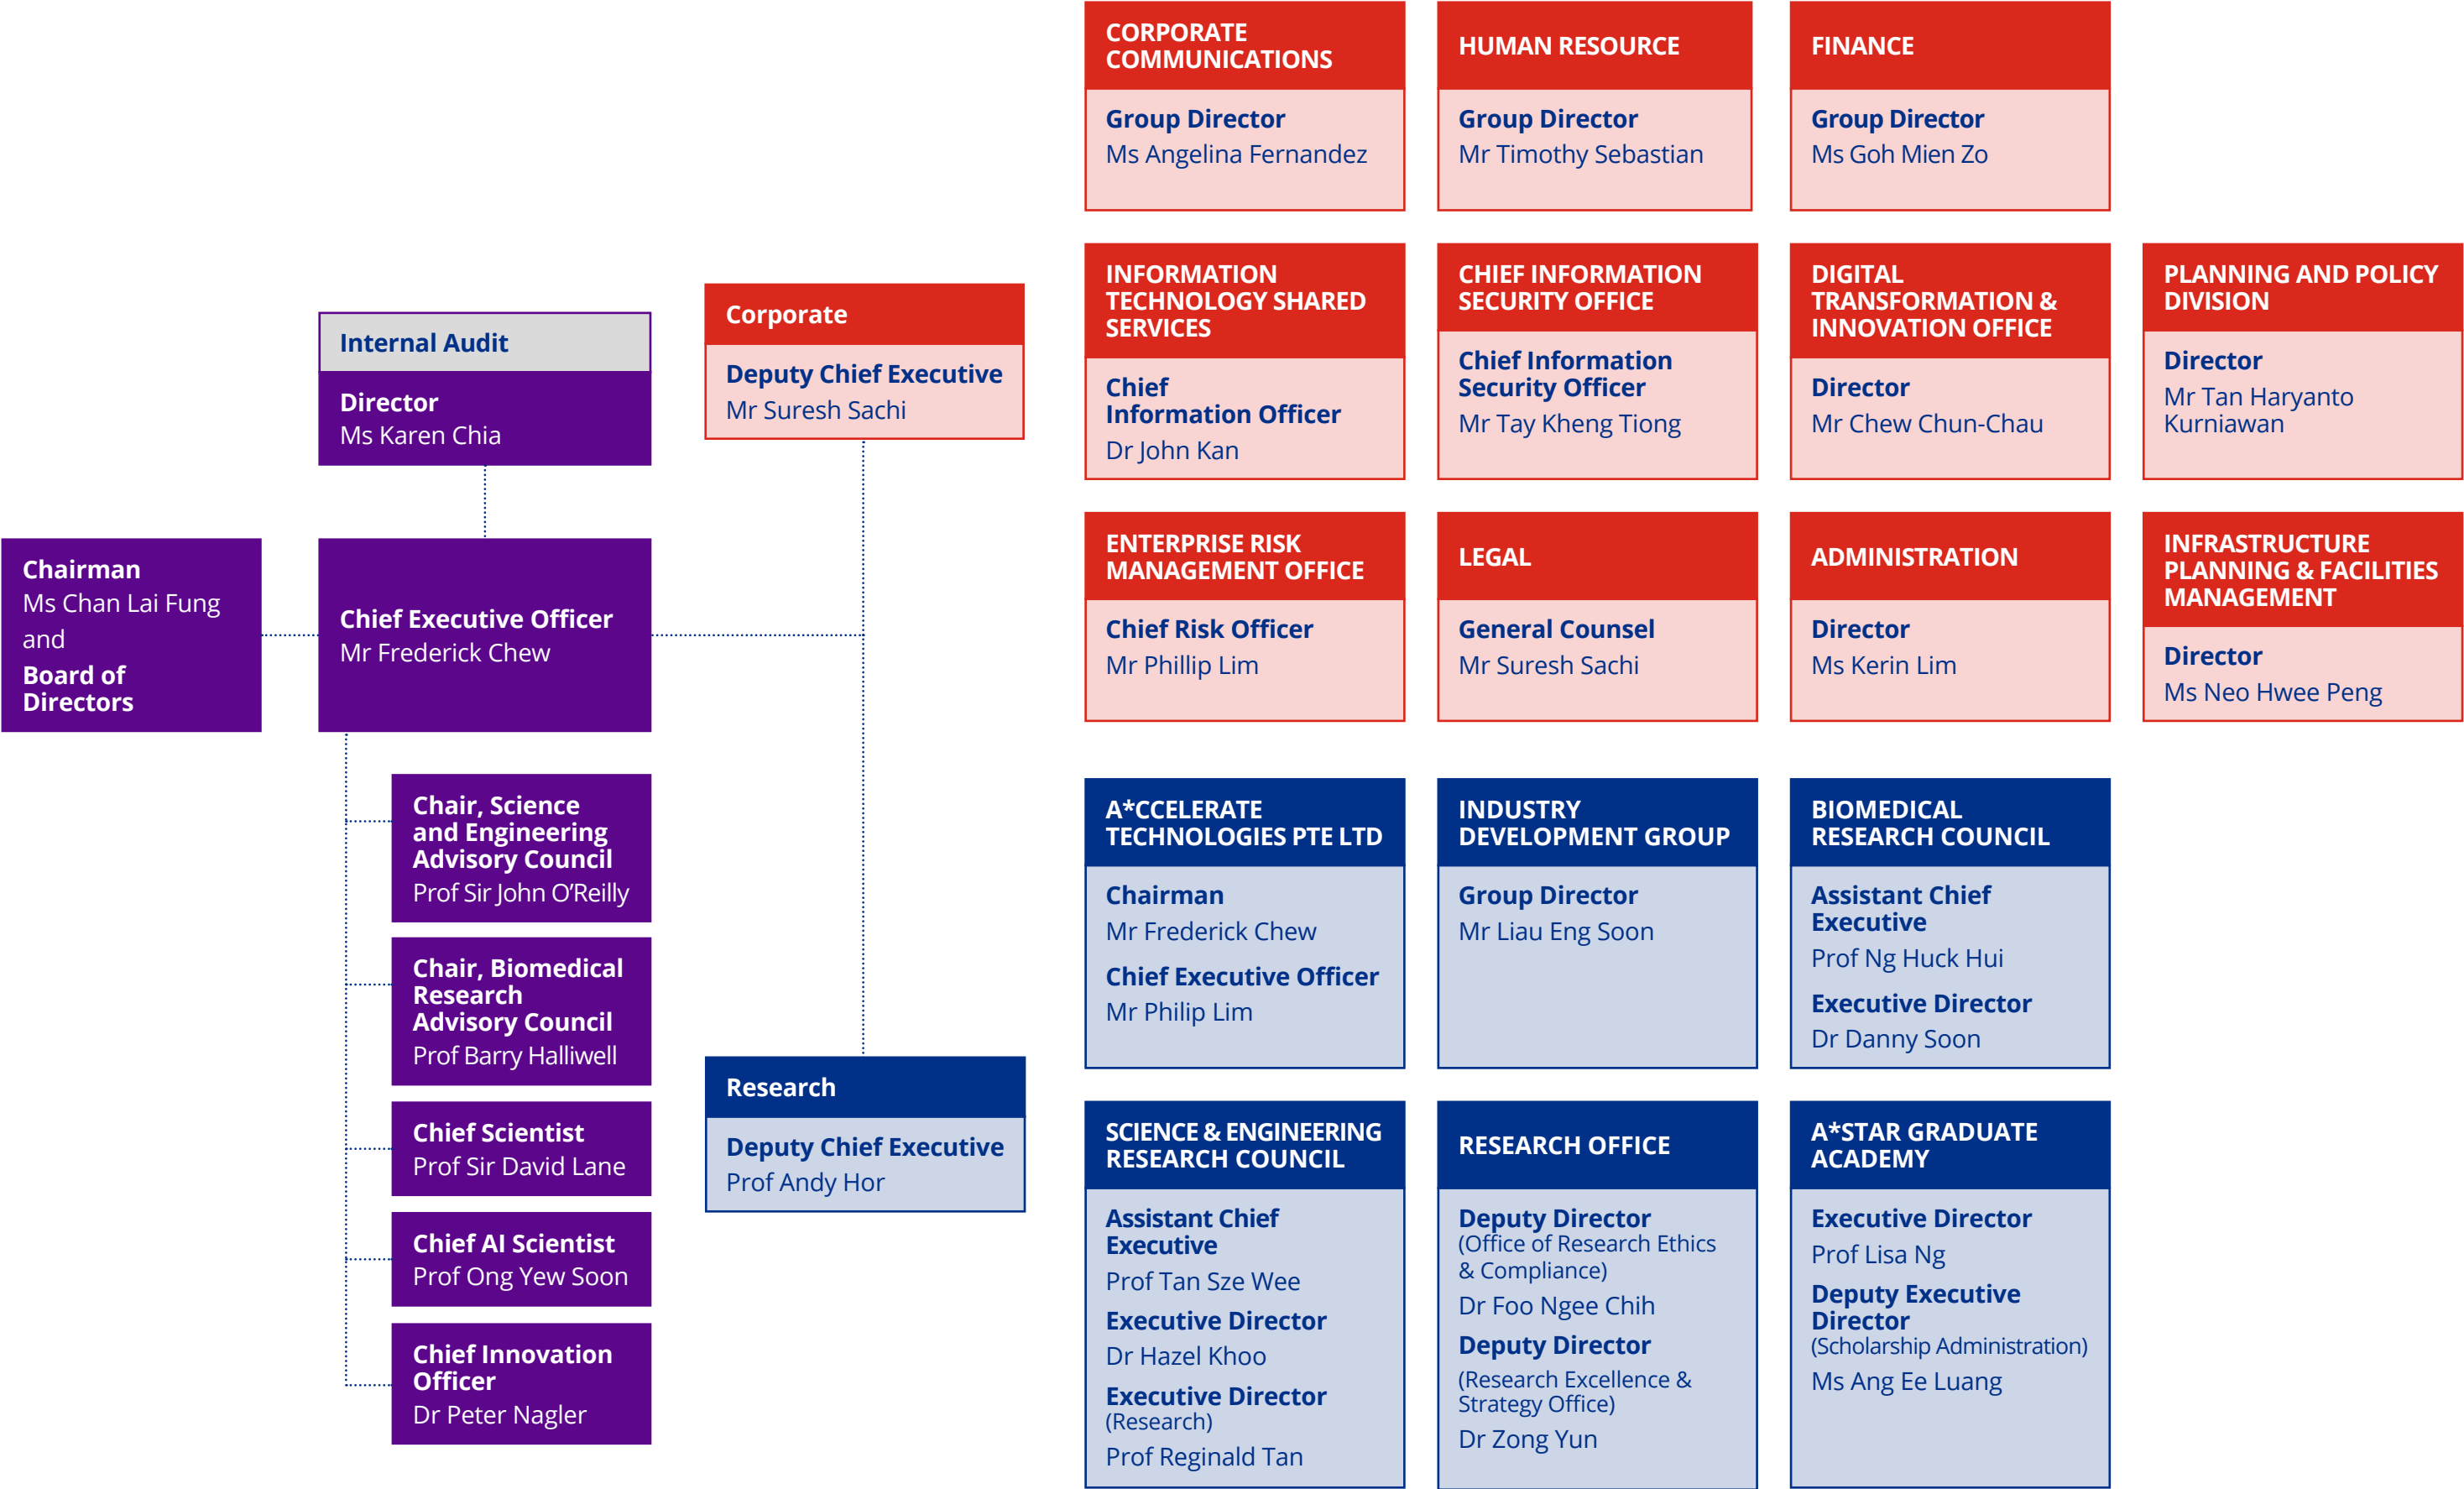 Chairman
Ms Chan Lai Fung
and
Board of
Directors
Internal Audit
Director
Ms Karen Chia
Chief Executive Officer
Mr Frederick Chew
Chair, Science
and Engineering
Advisory Council
Prof Sir John O’Reilly
Chair, Biomedical
Research
Advisory Council
Prof Barry Halliwell
Chief Scientist
Prof Sir David Lane
Chief AI Scientist
Prof Ong Yew Soon
Chief Innovation
Officer
Dr Peter Nagler
Corporate
Deputy Chief Executive
Mr Suresh Sachi
Research
Deputy Chief Executive
Prof Andy Hor
CORPORATE
COMMUNICATIONS
Group Director
Ms Angelina Fernandez
HUMAN RESOURCE
Group Director
Mr Timothy Sebastian
FINANCE
Group Director
Ms Goh Mien Zo
INFORMATION
TECHNOLOGY SHARED
SERVICES
Chief
Information Officer
Dr John Kan
CHIEF INFORMATION
SECURITY OFFICE
Chief Information
Security Officer
Mr Tay Kheng Tiong
DIGITAL
TRANSFORMATION &
INNOVATION OFFICE
Director
Mr Chew Chun-Chau
PLANNING AND POLICY
DIVISION
Director
Mr Tan Haryanto
Kurniawan
ENTERPRISE RISK
MANAGEMENT OFFICE
Chief Risk Officer
Mr Phillip Lim
LEGAL
General Counsel
Mr Suresh Sachi
ADMINISTRATION
Director
Ms Kerin Lim
INFRASTRUCTURE
PLANNING & FACILITIES
MANAGEMENT
Director
Ms Neo Hwee Peng
A*CCELERATE
TECHNOLOGIES PTE LTD
Chairman
Mr Frederick Chew
Chief Executive Officer
Mr Philip Lim
INDUSTRY
DEVELOPMENT GROUP
Group Director
Mr Liau Eng Soon
BIOMEDICAL
RESEARCH COUNCIL
Assistant Chief
Executive
Prof Ng Huck Hui
Executive Director
Dr Danny Soon
SCIENCE & ENGINEERING
RESEARCH COUNCIL
Assistant Chief
Executive
Prof Tan Sze Wee
Executive Director
Dr Hazel Khoo
Executive Director
(Research)
Prof Reginald Tan
RESEARCH OFFICE
Deputy Director
(Office of Research Ethics
& Compliance)
Dr Foo Ngee Chih
Deputy Director
(Research Excellence &
Strategy Office)
Dr Zong Yun
A*STAR GRADUATE
ACADEMY
Executive Director
Prof Lisa Ng
Deputy Executive
Director
(Scholarship Administration)
Ms Ang Ee Luang